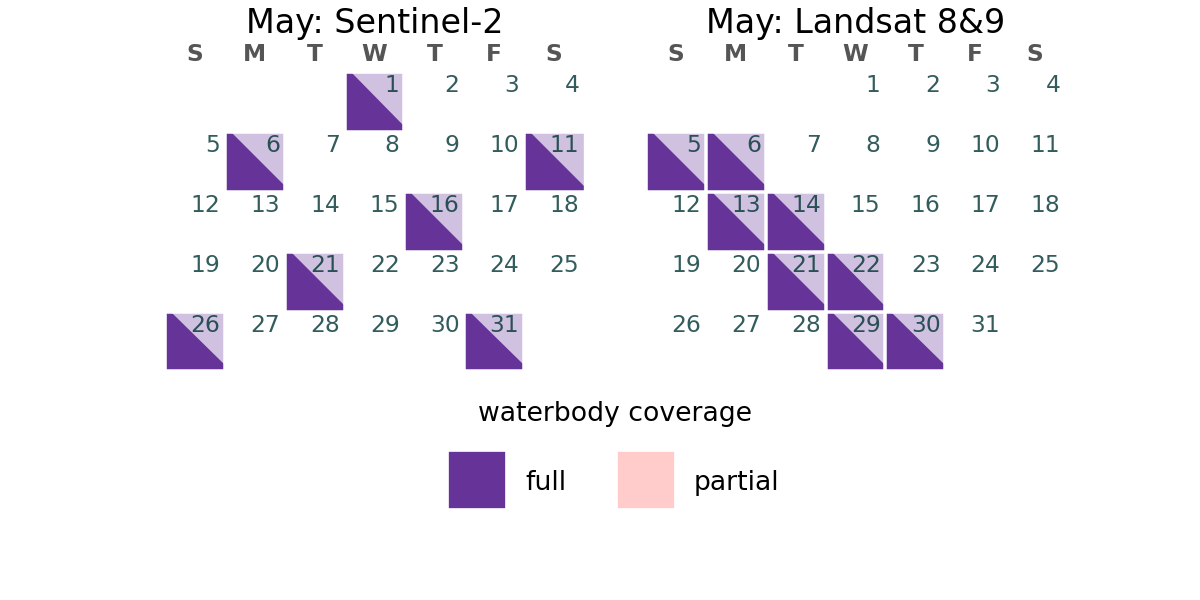 May: Sentinel-2
S M T W T F S
1 2 3 4
5 6 7 8 9 10 11
12 13 14 15 16 17 18
19 20 21 22 23 24 25
26 27 28 29 30 31
May: Landsat 8&9
S M T W T F S
1 2 3 4
5 6 7 8 9 10 11
12 13 14 15 16 17 18
19 20 21 22 23 24 25
26 27 28 29 30 31
waterbody coverage
full partial